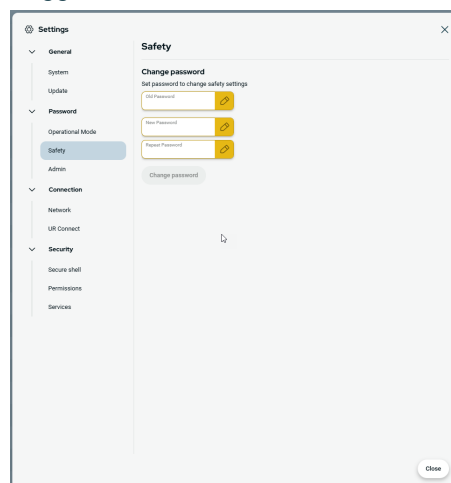 Settings
General
System
Update
Password
Operational Mode
Safety
Admin
Connection
Network
UR Connect
Security
Secure shell
Permissions
Services
Safety
Change password
Set password to change safety settings
Old Password
New Password
Repeat Password
Change password
Close